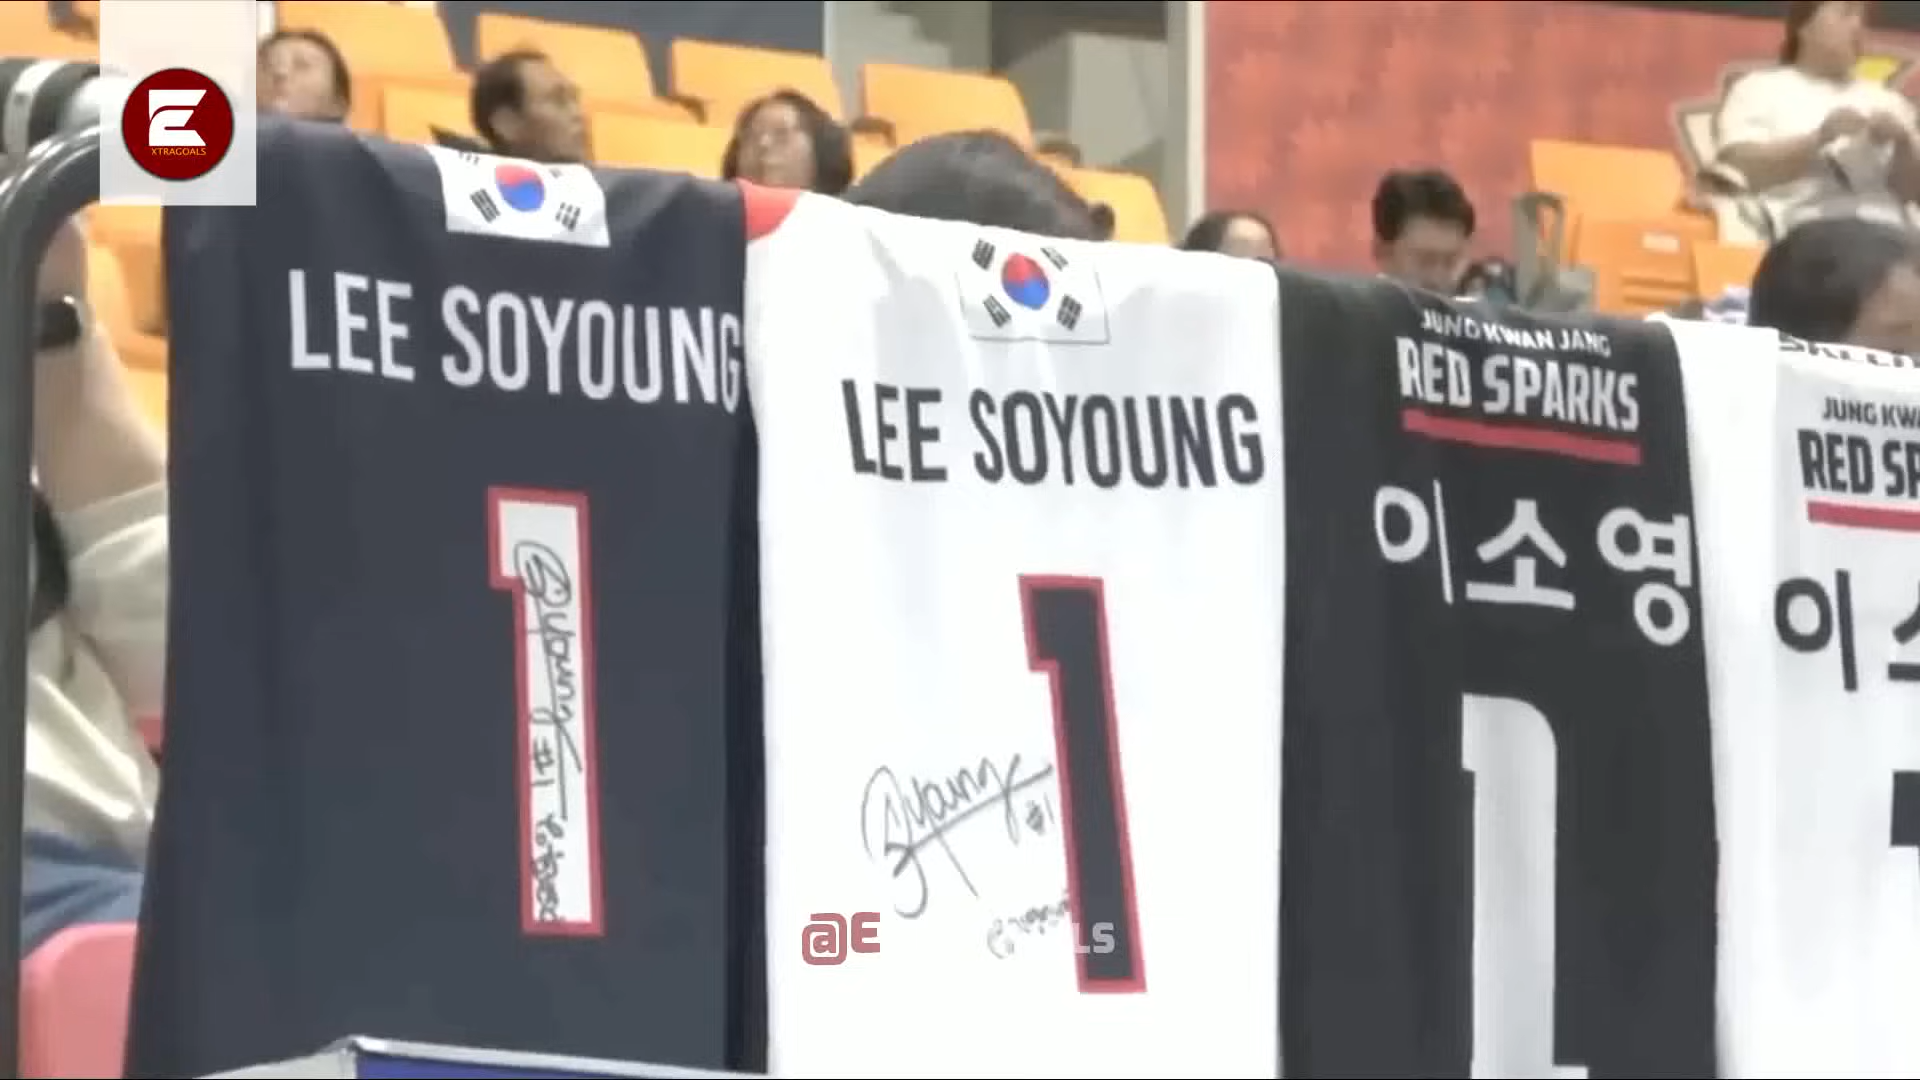 XTRAGOALS
LEE SOYOUNG
1
#1
LEE SOYOUNG
1
Syoung
#1
@E
LS
JUNG KWAN JANG
RED SPARKS
이소영
1
JUNG KWA
RED SP
이